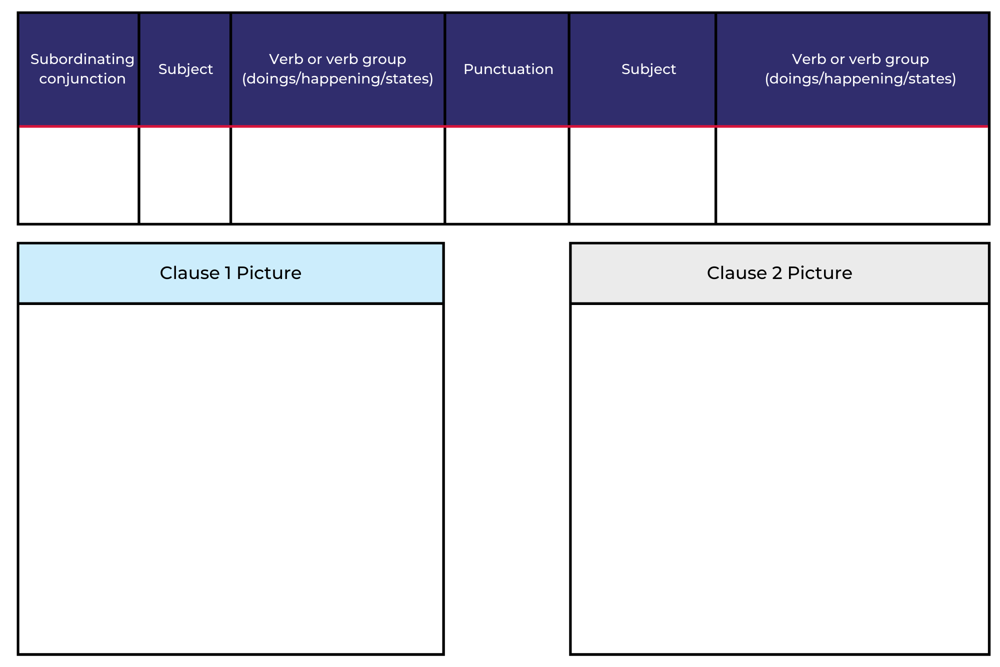 Subordinating
conjunction
Subject
Verb or verb group
(doings/happening/states)
Punctuation
Subject
Verb or verb group
(doings/happening/states)
Clause 1 Picture
Clause 2 Picture